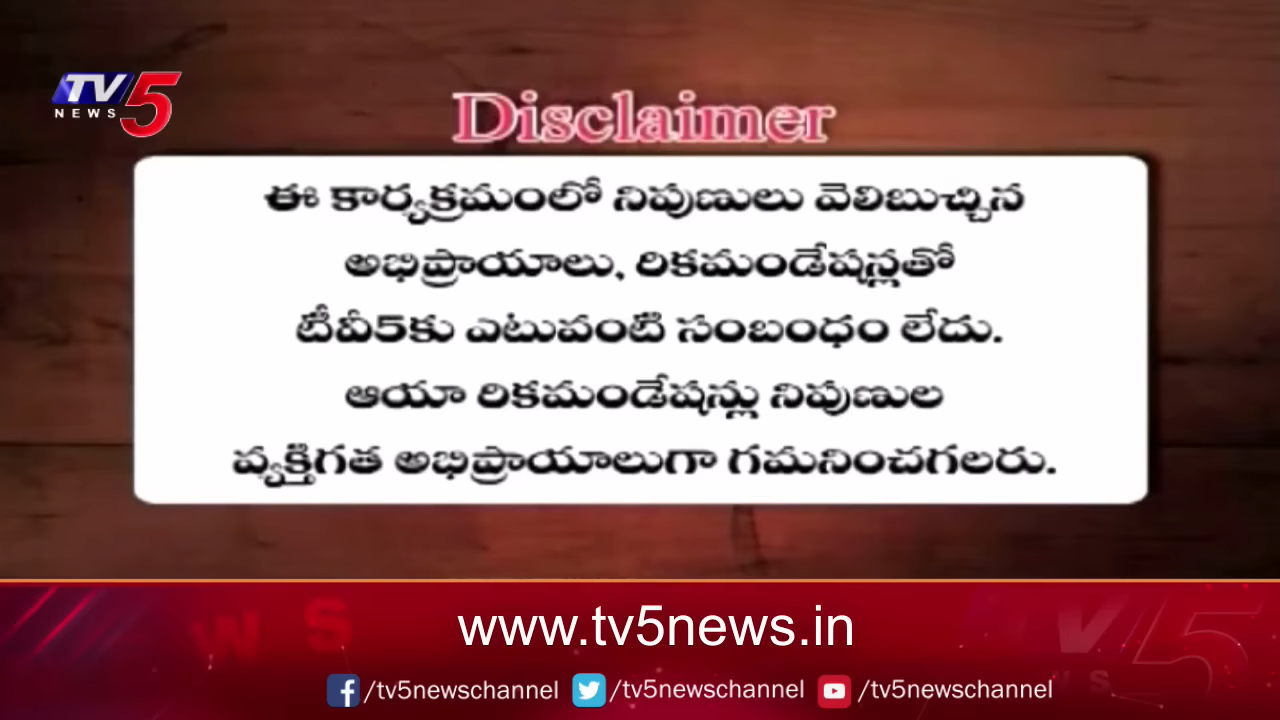 TV5
NEWS
Disclaimer
ఈ కార్యక్రమంలో నిపుణులు వెలిబుచ్చిన
అభిప్రాయాలు, రికమండేషన్లతో
టీవీ5కు ఎటువంటి సంబంధం లేదు.
ఆయా రికమండేషన్లు నిపుణుల
వ్యక్తిగత అభిప్రాయాలుగా గమనించగలరు.
www.tv5news.in
/tv5newschannel /tv5newschannel /tv5newschannel